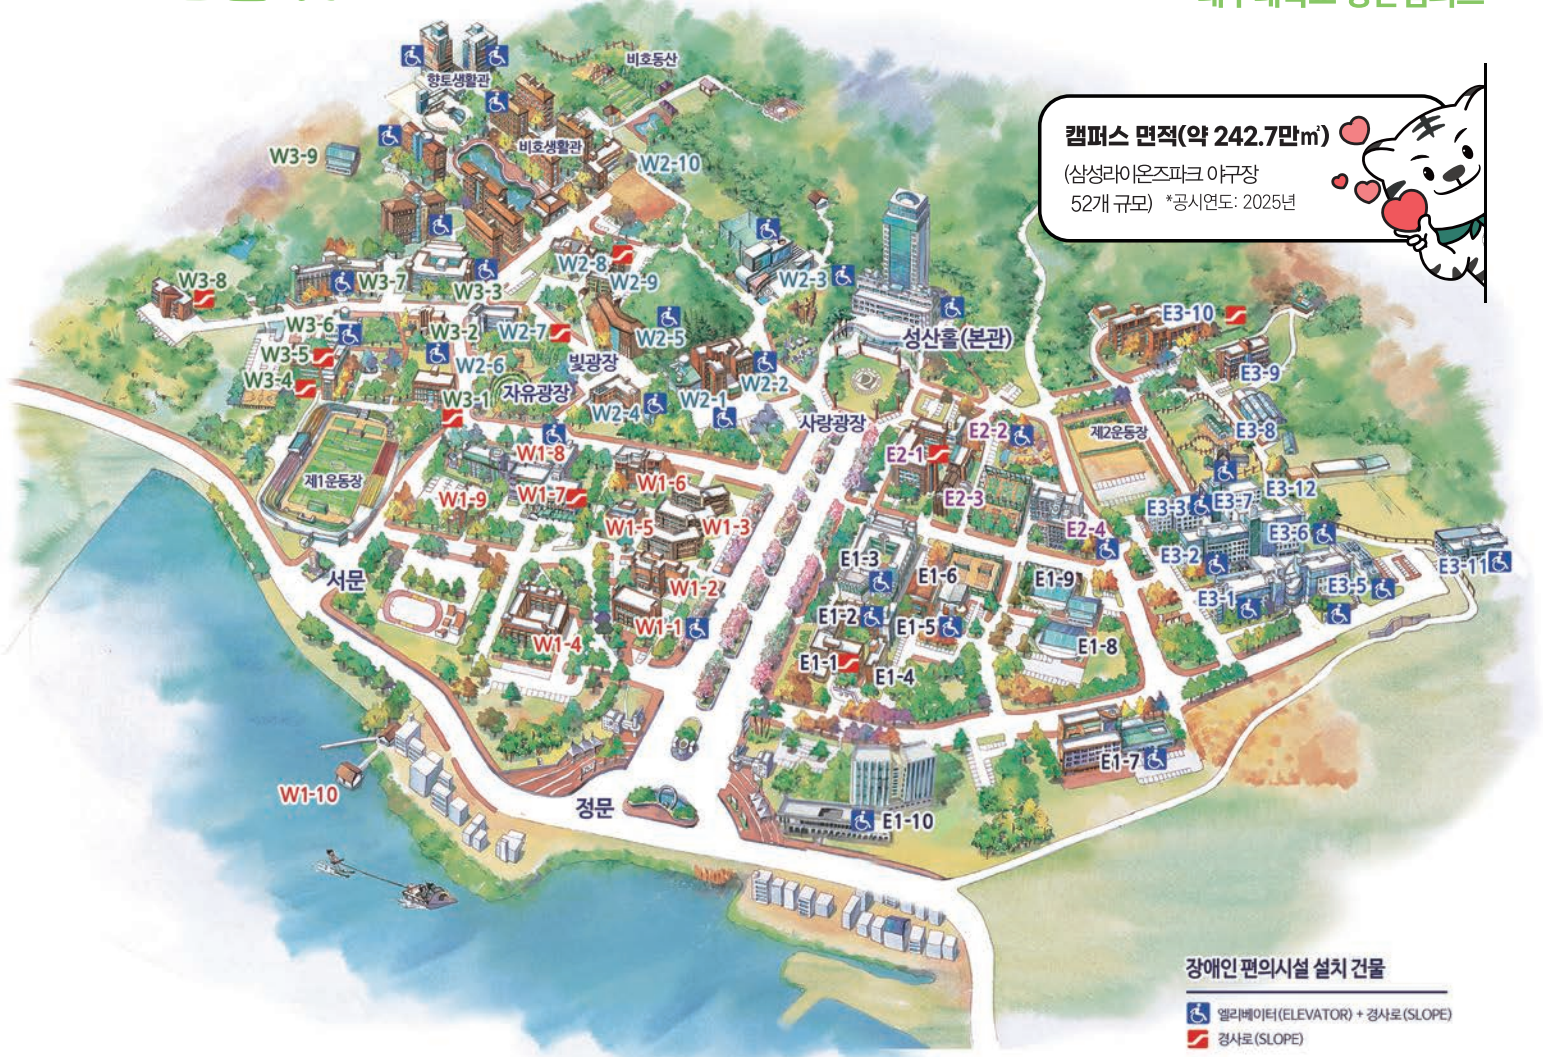 캠퍼스 면적(약 242.7만㎡)
(삼성라이온즈파크 야구장
52개 규모) *공시연도: 2025년
향토생활관
비호동산
비호생활관
W3-9
W2-10
W3-8
W3-7
W3-3
W2-8
W2-9
W2-3
W3-6
W3-2
W2-7
W2-5
성산홀(본관)
E3-10
W3-5
W3-4
W2-6
빛광장
W2-2
E3-9
W3-1
자유광장
W2-4
W2-1
사랑광장
E2-2
제2운동장
E3-8
W1-8
E2-1
제1운동장
W1-9
W1-7
W1-6
E2-3
E3-12
E3-3
E3-7
W1-5
W1-3
E2-4
E3-6
E3-2
E1-3
E3-11
서문
W1-2
E1-6
E1-9
E3-5
E3-1
W1-1
E1-2
E1-5
W1-4
E1-8
E1-1
E1-4
E1-7
W1-10
정문
E1-10
장애인 편의시설 설치 건물
엘리베이터(ELEVATOR) + 경사로(SLOPE)
경사로(SLOPE)